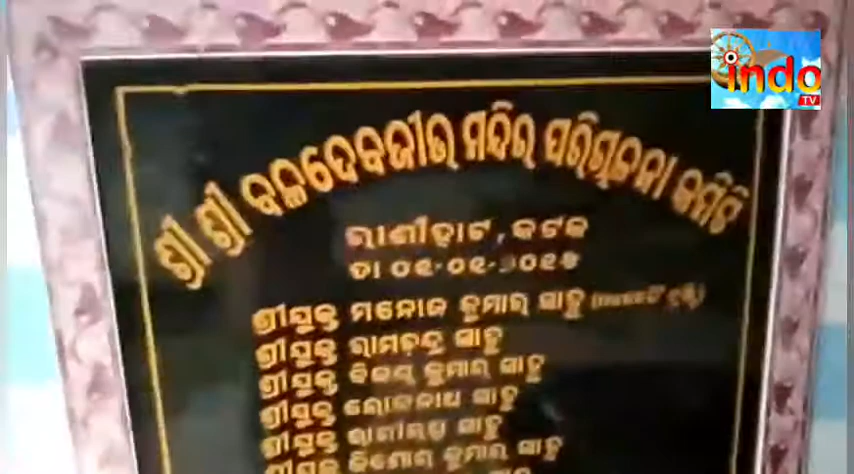 indo
TV
ଶ୍ରୀ ଶ୍ରୀ ବଳଦେବଜୀଉ ମନ୍ଦିର ପରିଚାଳନା କମିଟି
ରାଣୀହାଟ, କଟକ
ଶ୍ରୀଯୁକ୍ତ ମନୋଜ କୁମାର ସାହୁ
ଶ୍ରୀଯୁକ୍ତ ରାମଚନ୍ଦ୍ର ସାହୁ
ଶ୍ରୀଯୁକ୍ତ ବିଜୟ କୁମାର ସାହୁ
ଶ୍ରୀଯୁକ୍ତ ଲୋକନାଥ ସାହୁ
ଶ୍ରୀଯୁକ୍ତ ସାହୁ
ଶ୍ରୀଯୁକ୍ତ କିଶୋର କୁମାର ସାହୁ